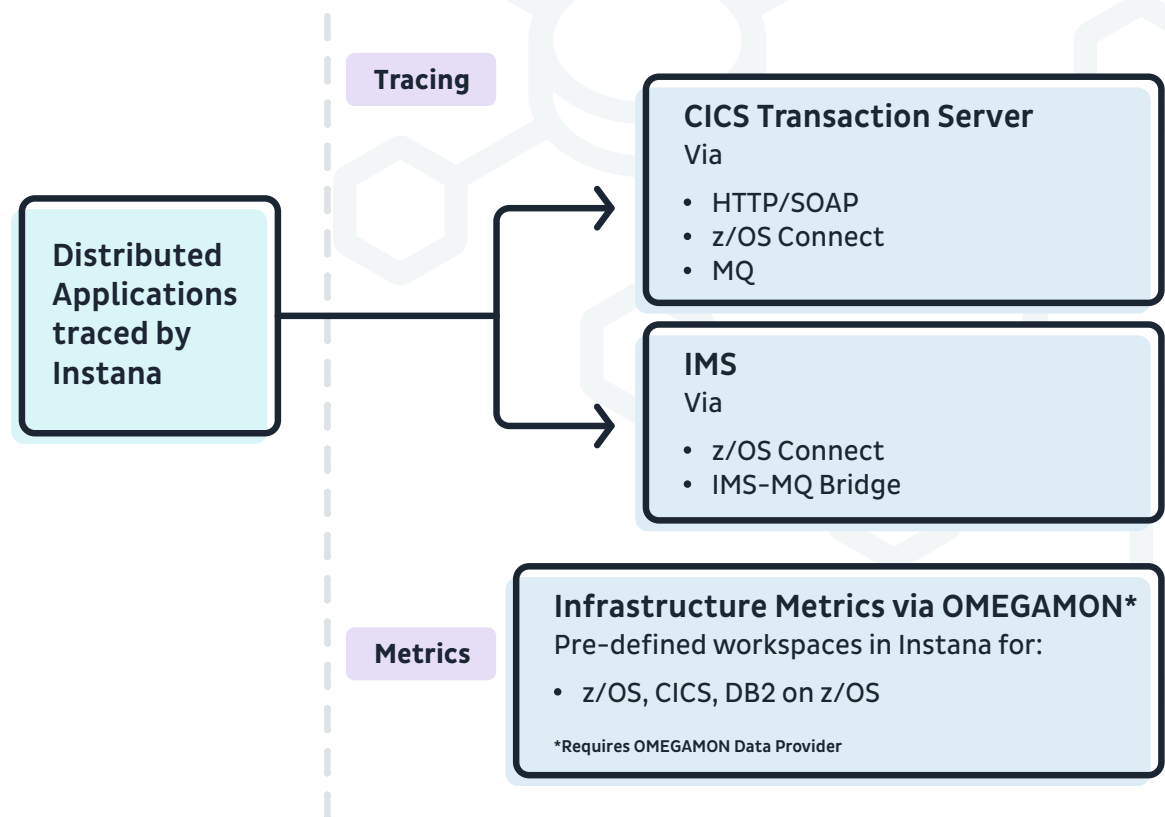 Tracing
CICS Transaction Server
Via
• HTTP/SOAP
• z/OS Connect
• MQ
Distributed
Applications
traced by
Instana
IMS
Via
• z/OS Connect
• IMS-MQ Bridge
Metrics
Infrastructure Metrics via OMEGAMON*
Pre-defined workspaces in Instana for:
• z/OS, CICS, DB2 on z/OS
*Requires OMEGAMON Data Provider